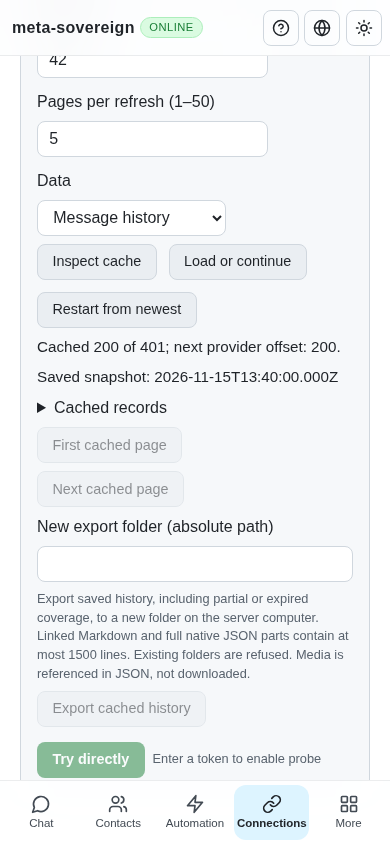 meta-sovereign ONLINE
42
Pages per refresh (1–50)
5
Data
Message history
Inspect cache Load or continue
Restart from newest
Cached 200 of 401; next provider offset: 200.
Saved snapshot: 2026-11-15T13:40:00.000Z
Cached records
First cached page
Next cached page
New export folder (absolute path)
Export saved history, including partial or expired
coverage, to a new folder on the server computer.
Linked Markdown and full native JSON parts contain at
most 1500 lines. Existing folders are refused. Media is
referenced in JSON, not downloaded.
Export cached history
Try directly Enter a token to enable probe
Chat Contacts Automation Connections More